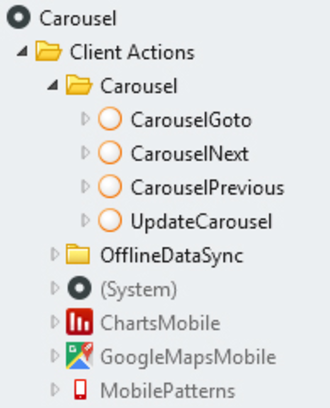 Carousel
Client Actions
Carousel
CarouselGoto
CarouselNext
CarouselPrevious
UpdateCarousel
OfflineDataSync
(System)
ChartsMobile
GoogleMapsMobile
MobilePatterns